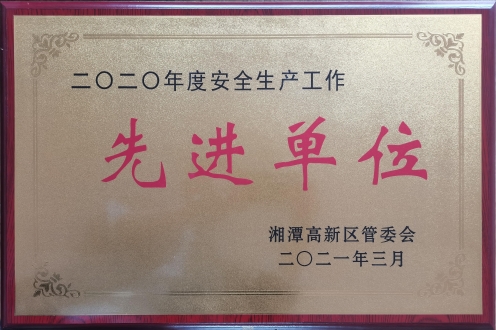 二〇二〇年度安全生产工作
先进单位
湘潭高新区管委会
二〇二一年三月